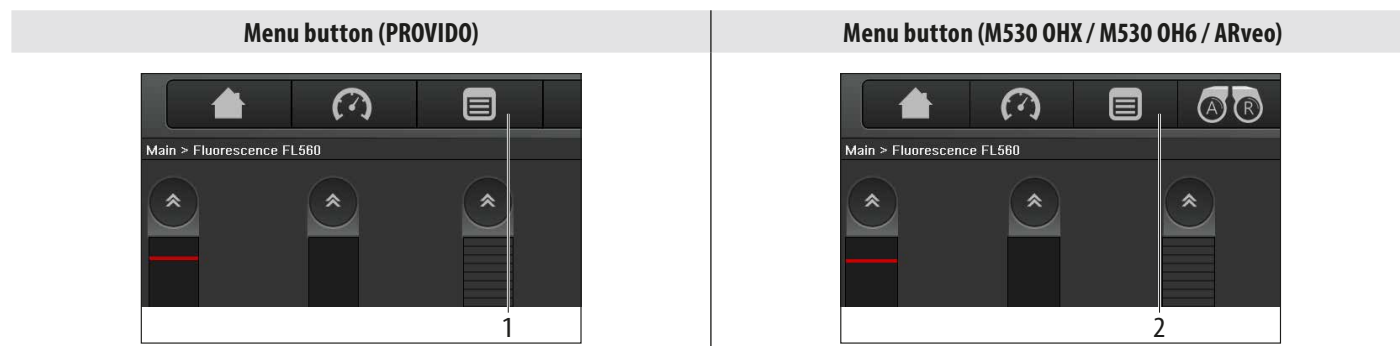 Menu button (PROVIDO)
Menu button (M530 OHX / M530 OH6 / ARveo)
Main > Fluorescence FL560
1
A R
Main > Fluorescence FL560
2